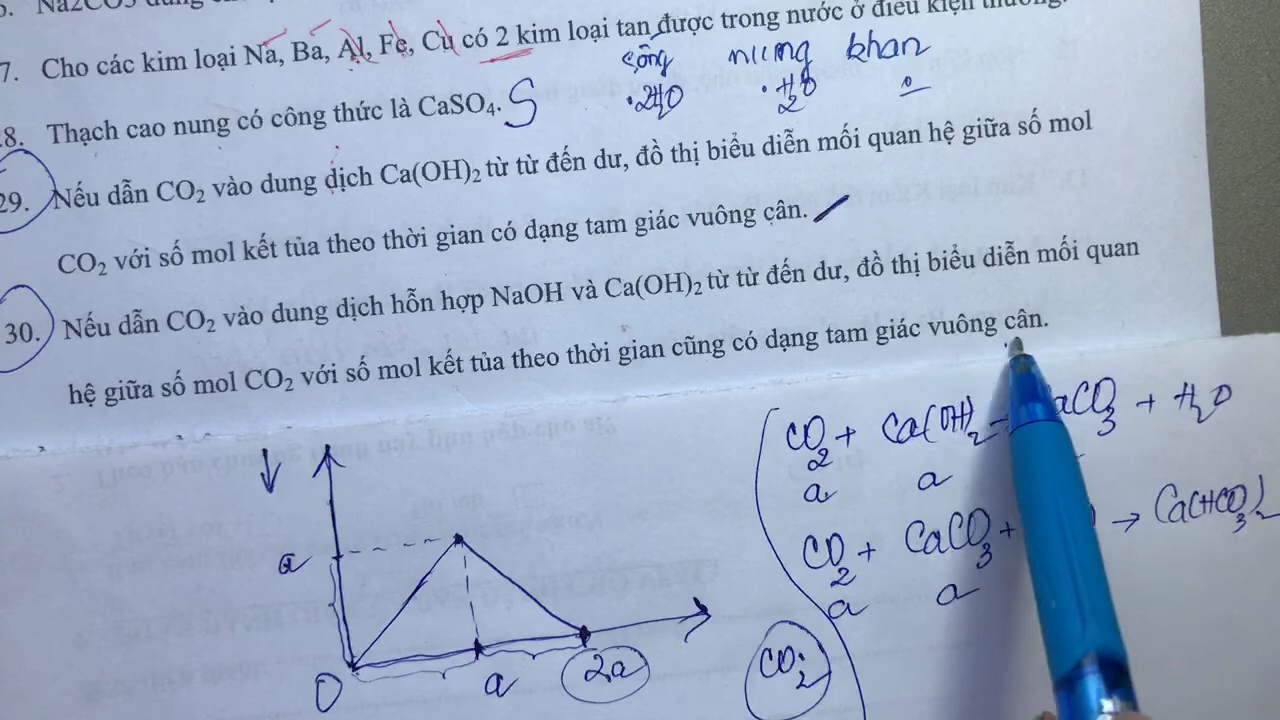 Na2CO3
7. Cho các kim loại Na, Ba, Al, Fe, Cu có 2 kim loại tan được trong nước ở điều kiện thường.
sống nung khan
.2H2O .H2O
28. Thạch cao nung có công thức là CaSO4. S
29. Nếu dẫn CO2 vào dung dịch Ca(OH)2 từ từ đến dư, đồ thị biểu diễn mối quan hệ giữa số mol
CO2 với số mol kết tủa theo thời gian có dạng tam giác vuông cân.
30. Nếu dẫn CO2 vào dung dịch hỗn hợp NaOH và Ca(OH)2 từ từ đến dư, đồ thị biểu diễn mối quan
hệ giữa số mol CO2 với số mol kết tủa theo thời gian cũng có dạng tam giác vuông cân.
CO2 + Ca(OH)2 → CaCO3 + H2O
a a
CO2 + CaCO3 + → Ca(HCO3)2
a a
↓
a
O a 2a
CO2